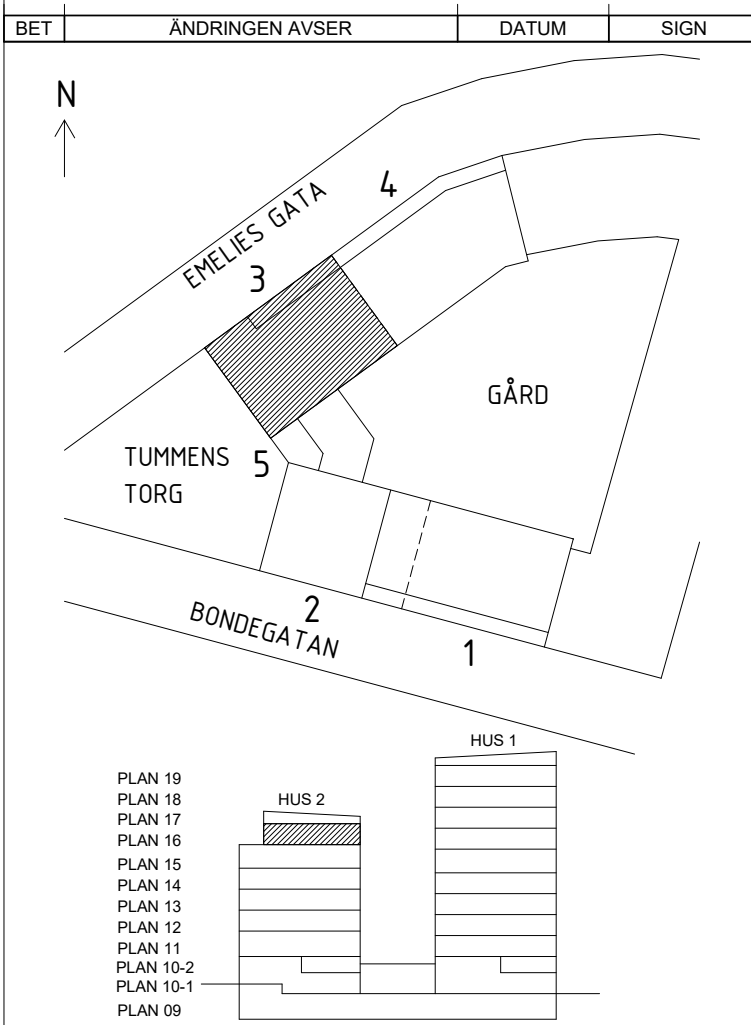 BET ÄNDRINGEN AVSER DATUM SIGN
N
4
EMELIES GATA
3
GÅRD
TUMMENS
TORG
5
2
BONDEGATAN
1
HUS 1
PLAN 19
PLAN 18
HUS 2
PLAN 17
PLAN 16
PLAN 15
PLAN 14
PLAN 13
PLAN 12
PLAN 11
PLAN 10-2
PLAN 10-1
PLAN 09